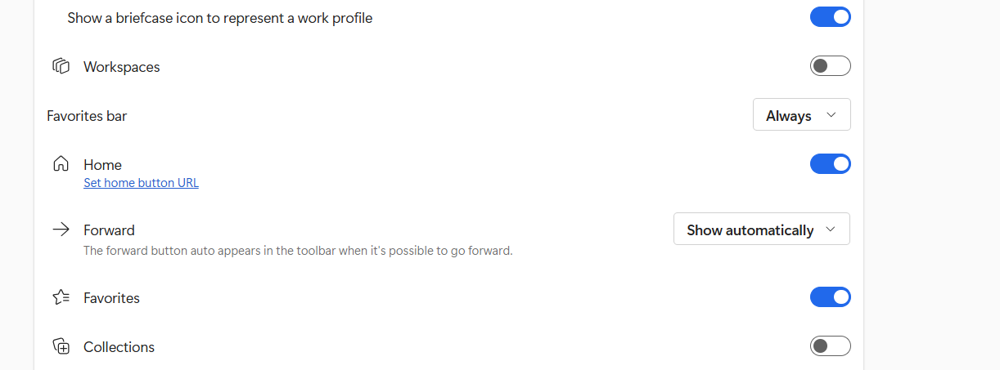 Show a briefcase icon to represent a work profile
Workspaces
Favorites bar
Always
Home
Set home button URL
Forward
Show automatically
The forward button auto appears in the toolbar when it's possible to go forward.
Favorites
Collections